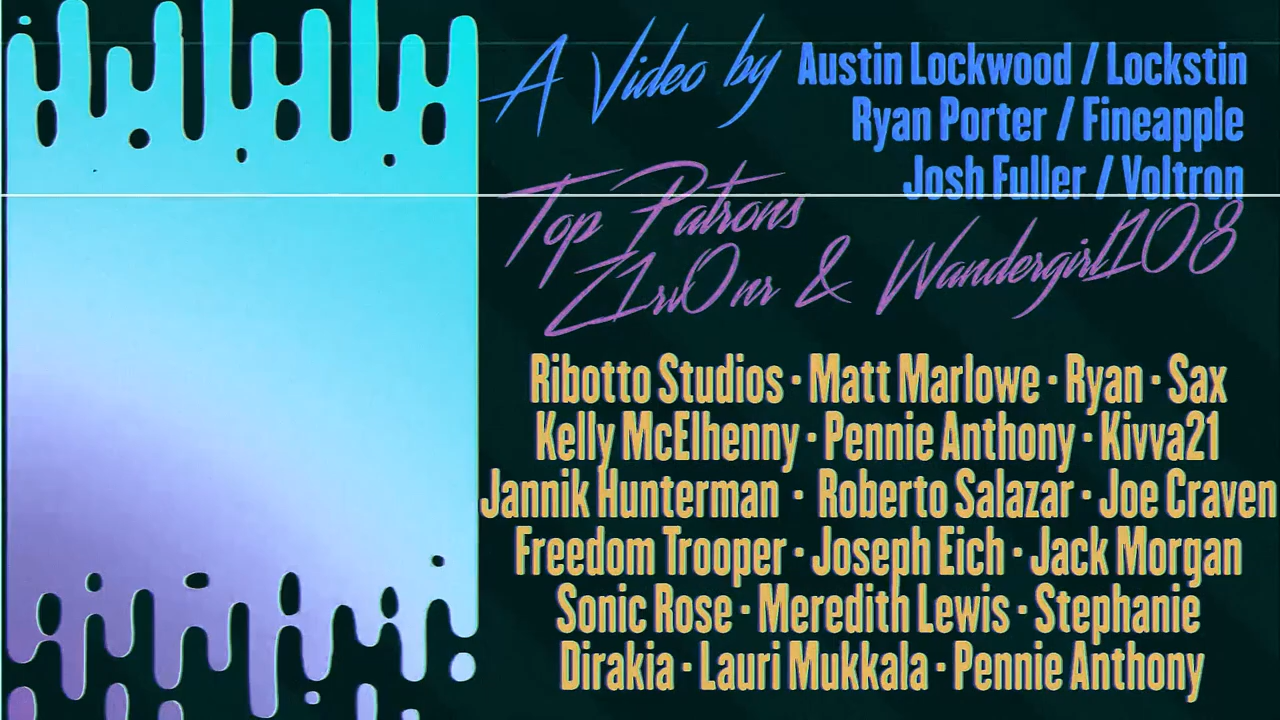 A Video by Austin Lockwood / Lockstin
Ryan Porter / Fineapple
Josh Fuller / Voltron
Top Patrons
Z1rv0nr & Wandergirl108
Ribotto Studios · Matt Marlowe · Ryan · Sax
Kelly McElhenny · Pennie Anthony · Kivva21
Jannik Hunterman · Roberto Salazar · Joe Craven
Freedom Trooper · Joseph Eich · Jack Morgan
Sonic Rose · Meredith Lewis · Stephanie
Dirakia · Lauri Mukkala · Pennie Anthony